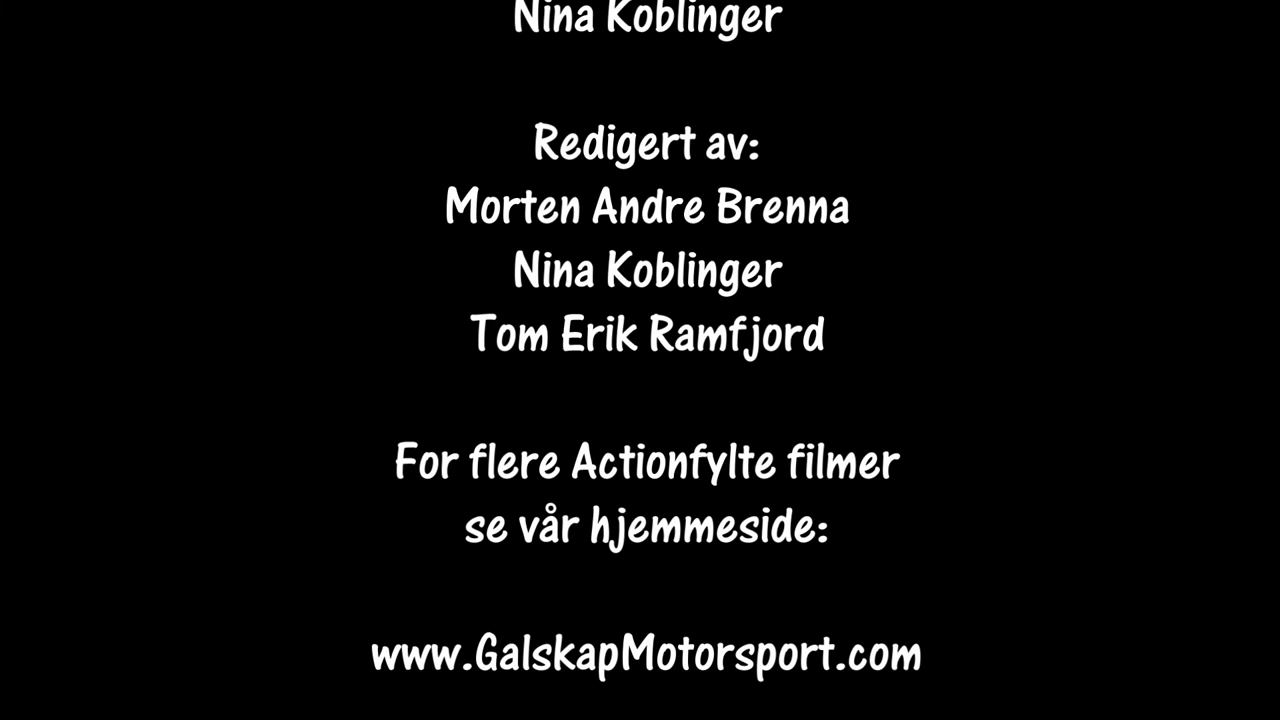 Nina Koblinger
Redigert av:
Morten Andre Brenna
Nina Koblinger
Tom Erik Ramfjord
For flere Actionfylte filmer
se vår hjemmeside:
www.GalskapMotorsport.com